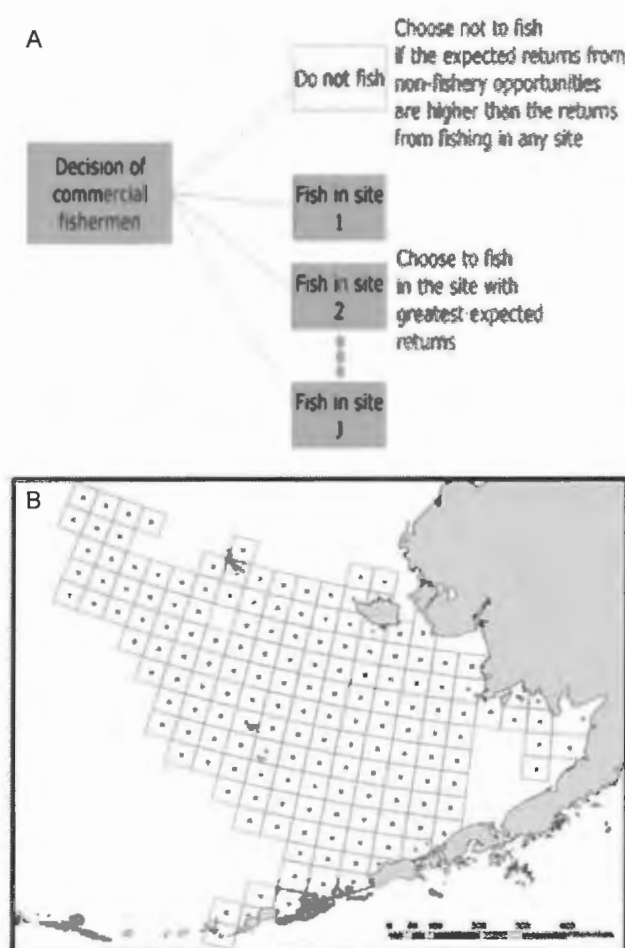 A
Decision of
commercial
fishermen
Do not fish
Choose not to fish
if the expected returns from
non-fishery opportunities
are higher than the returns
from fishing in any site
Fish in site
1
Fish in site
2
Choose to fish
in the site with
greatest expected
returns
Fish in site
J
B